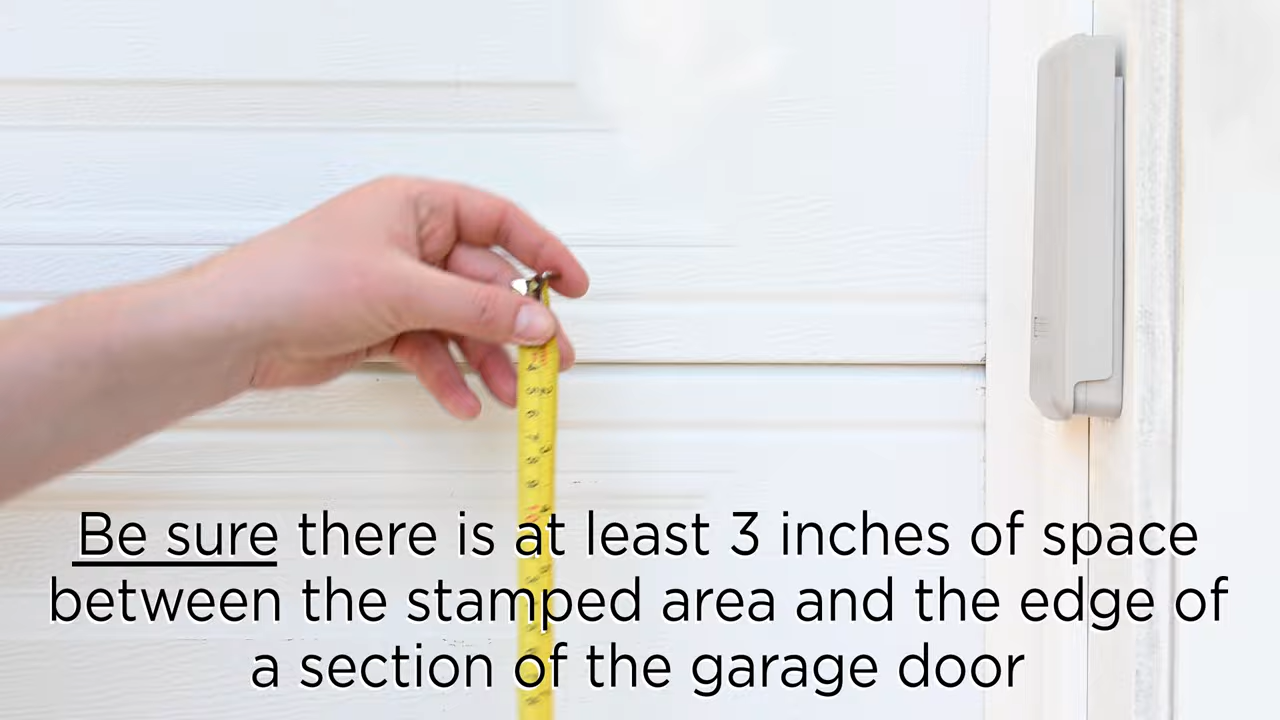 Be sure there is at least 3 inches of space
between the stamped area and the edge of
a section of the garage door